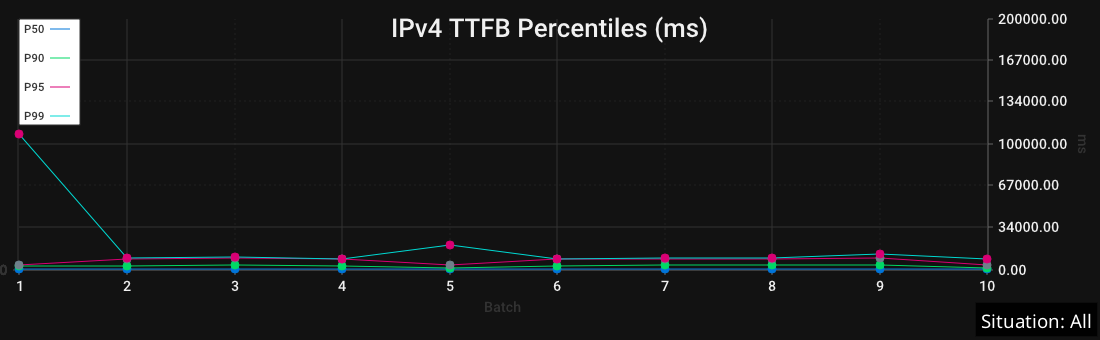 IPv4 TTFB Percentiles (ms)
P50
P90
P95
P99
200000.00
167000.00
134000.00
100000.00
67000.00
34000.00
0.00
ms
0
1 2 3 4 5 6 7 8 9 10
Batch
Situation: All